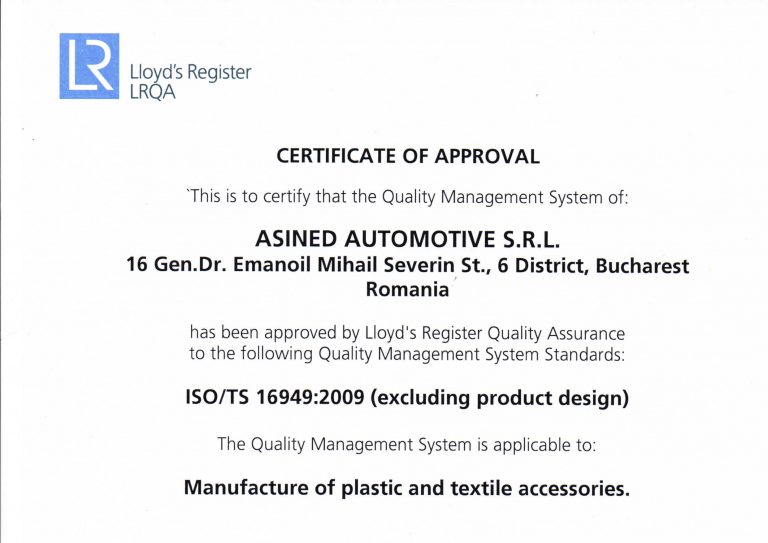 LR
Lloyd's Register
LRQA
CERTIFICATE OF APPROVAL
`This is to certify that the Quality Management System of:
ASINED AUTOMOTIVE S.R.L.
16 Gen.Dr. Emanoil Mihail Severin St., 6 District, Bucharest
Romania
has been approved by Lloyd's Register Quality Assurance
to the following Quality Management System Standards:
ISO/TS 16949:2009 (excluding product design)
The Quality Management System is applicable to:
Manufacture of plastic and textile accessories.